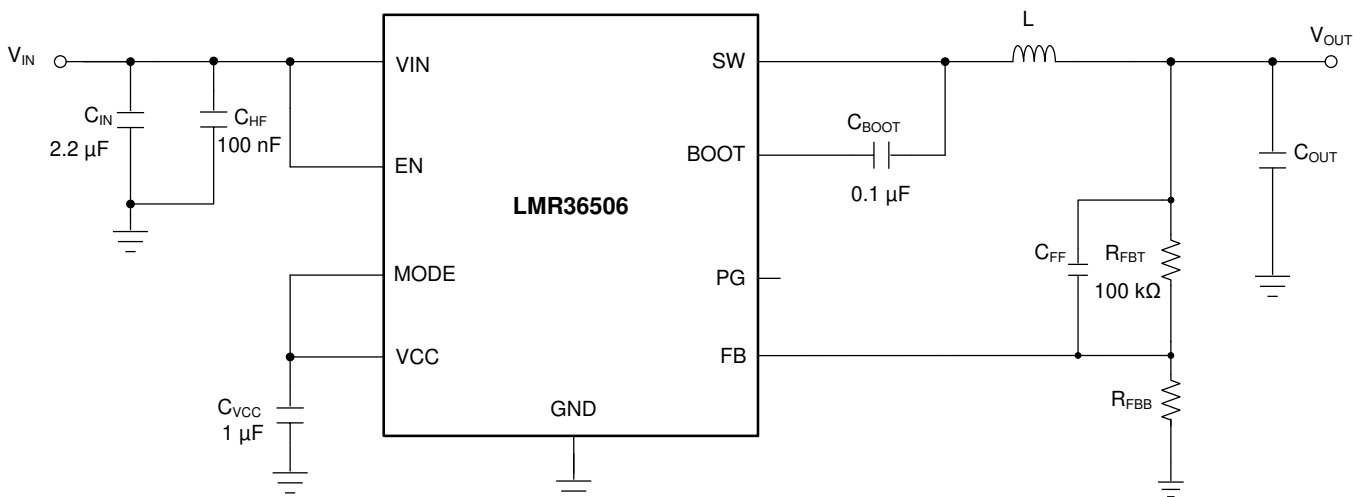 L
V_OUT
V_IN
VIN
SW
C_IN
2.2 µF
C_HF
100 nF
C_BOOT
0.1 µF
C_OUT
EN
BOOT
LMR36506
MODE
PG
C_FF
R_FBT
100 kΩ
VCC
FB
C_VCC
1 µF
GND
R_FBB